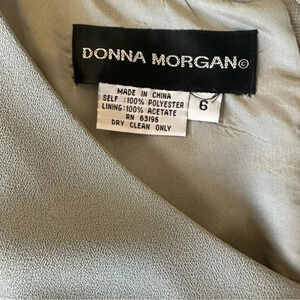 DONNA MORGAN©
MADE IN CHINA
SELF :100% POLYESTER
LINING:100% ACETATE
RN 63195
DRY CLEAN ONLY
6